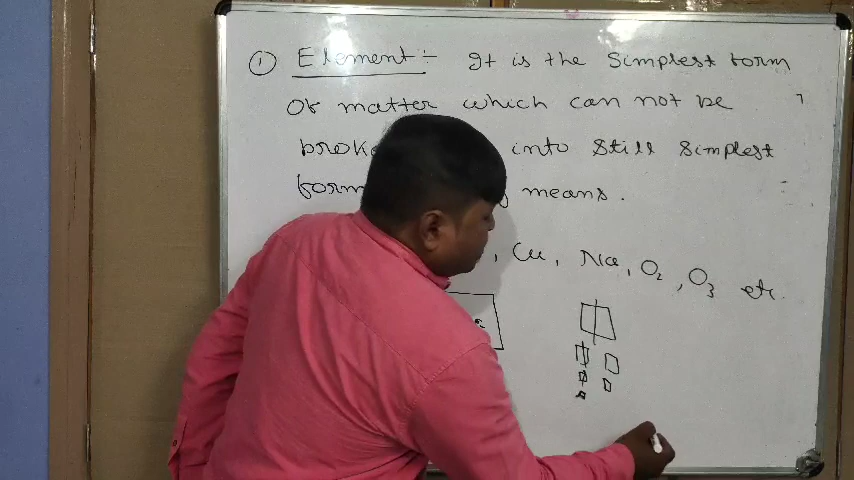 ① Element :- It is the simplest form
of matter which can not be
broke into still simplest
form means.
, Cu, Na, O₂, O₃ etc.